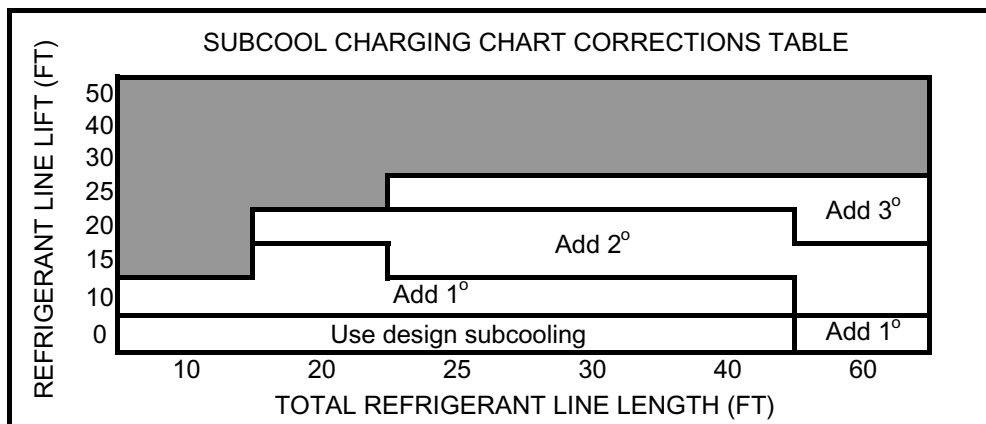 SUBCOOL CHARGING CHART CORRECTIONS TABLE
REFRIGERANT LINE LIFT (FT)
50
40
30
25
20
15
10
0
Add 3°
Add 2°
Add 1°
Use design subcooling
Add 1°
10 20 25 30 40 60
TOTAL REFRIGERANT LINE LENGTH (FT)